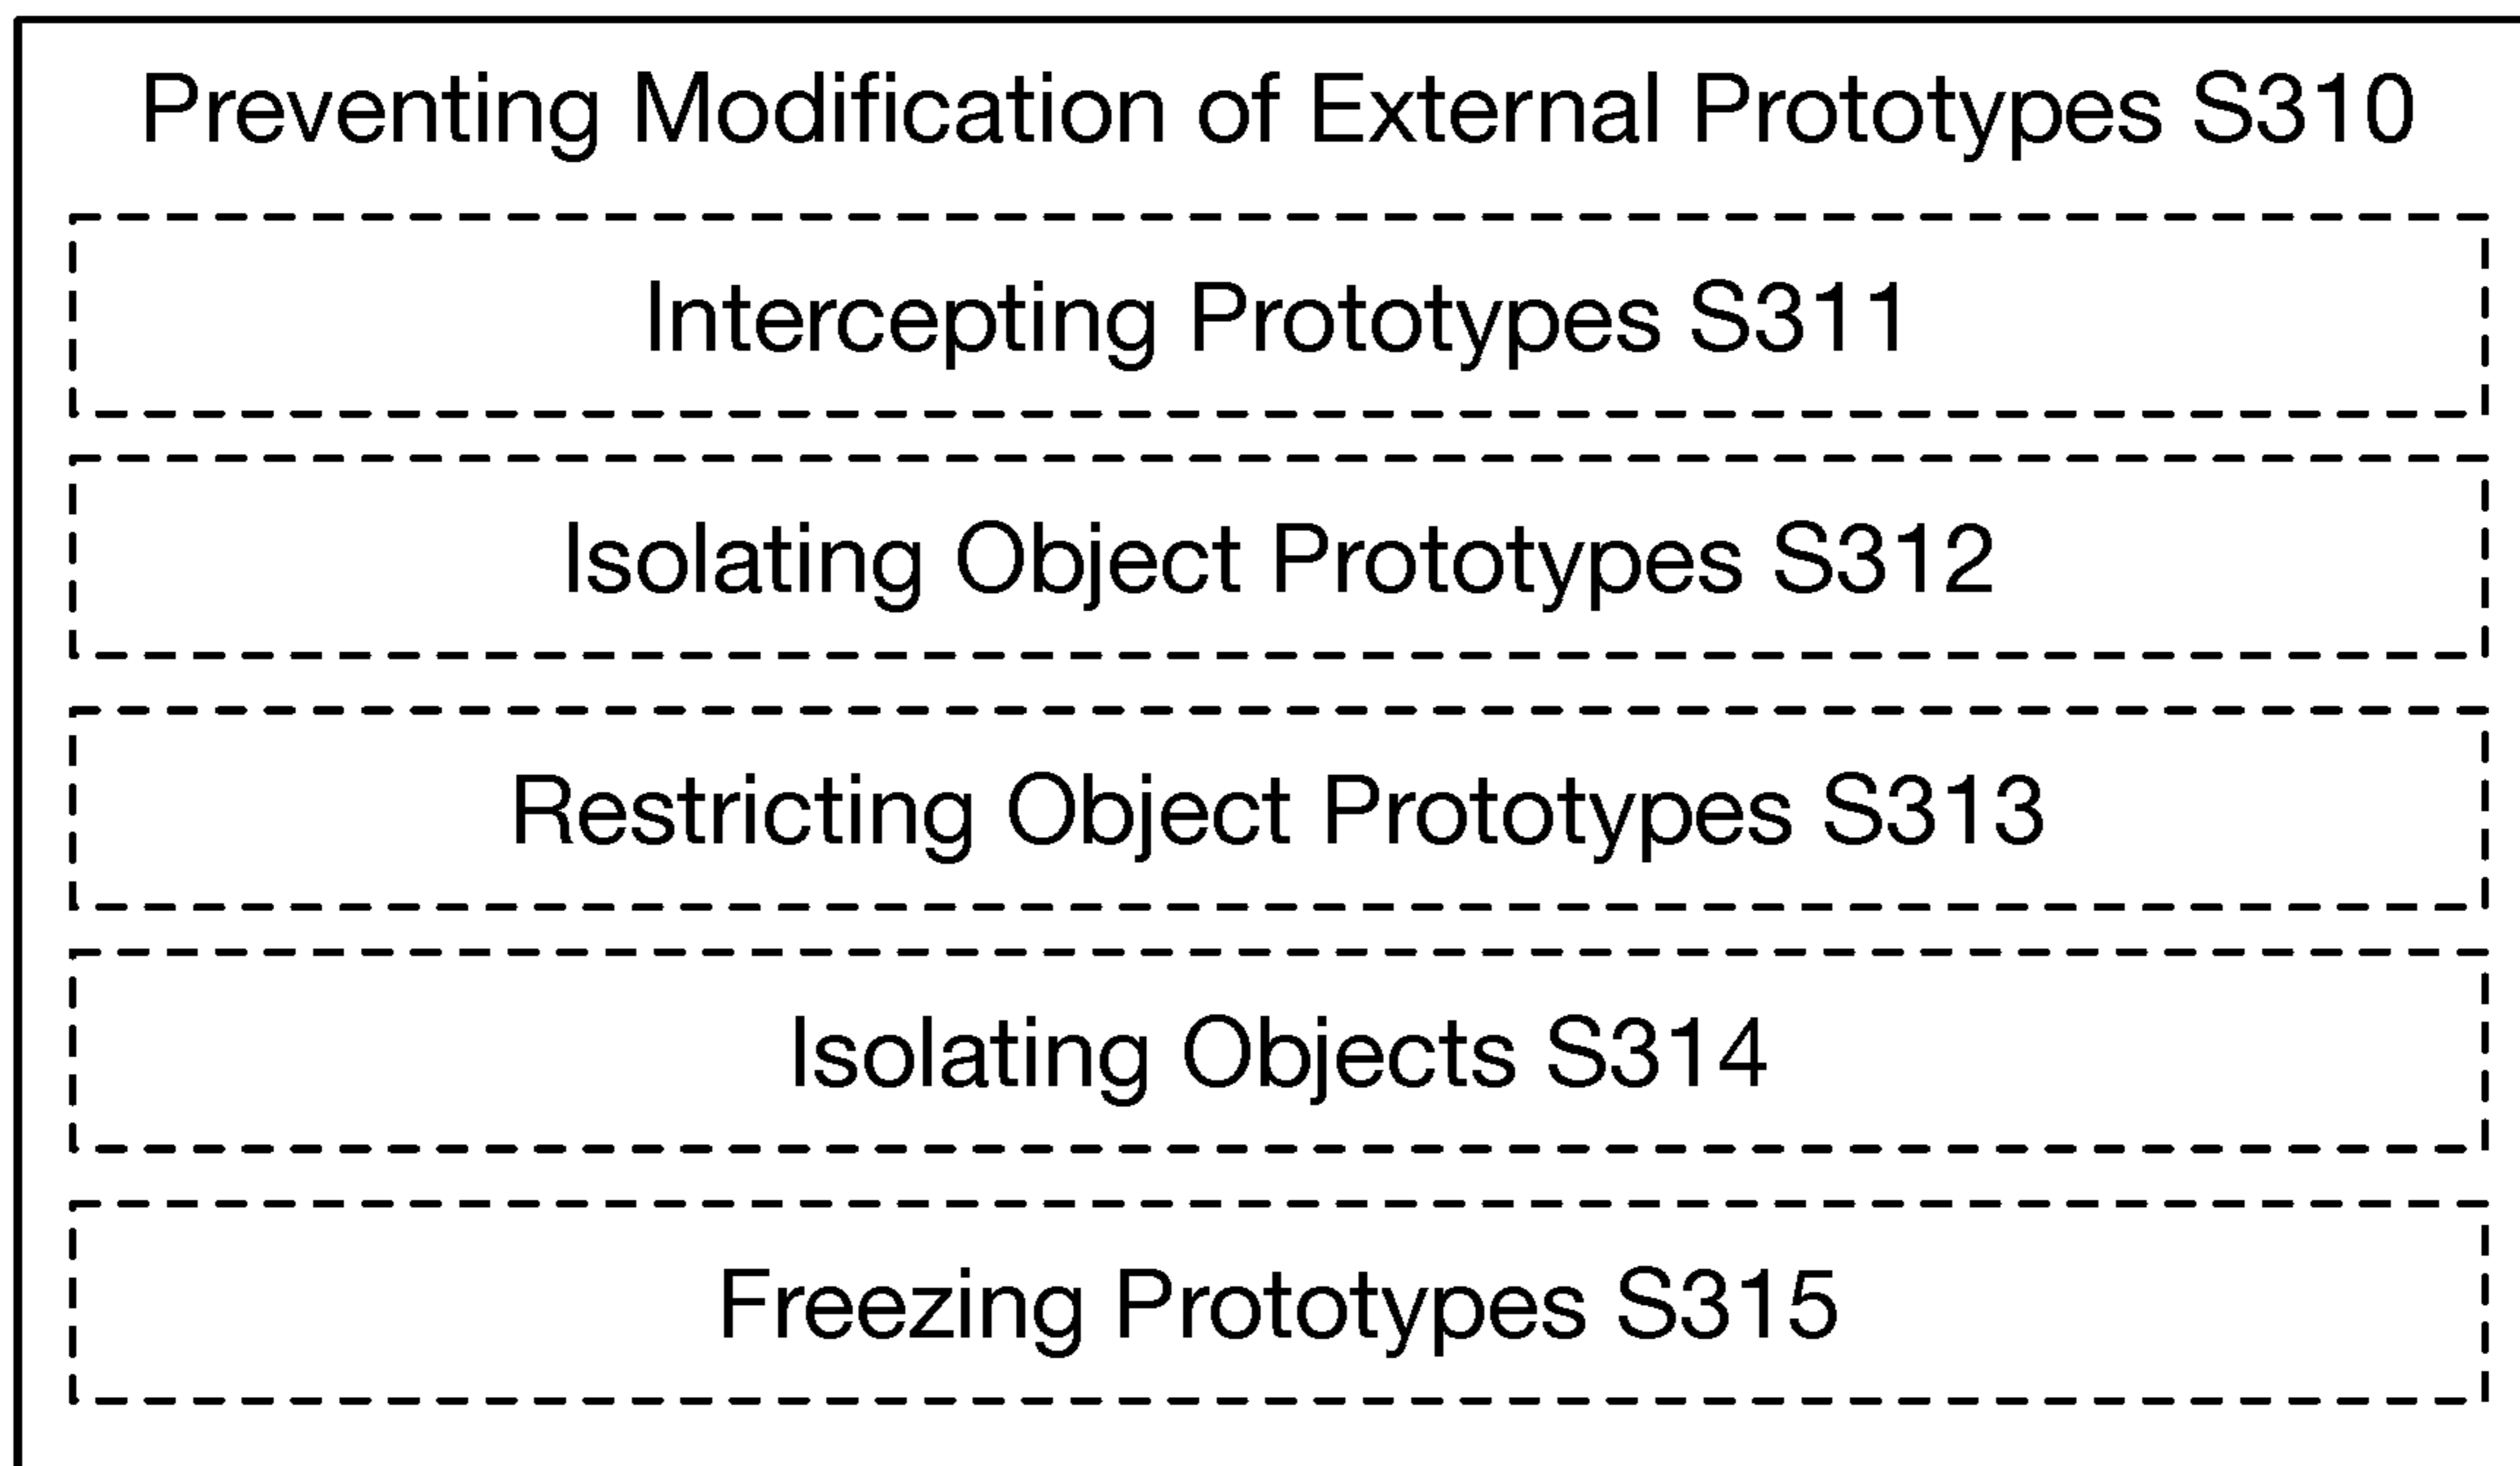 Preventing Modification of External Prototypes S310
Intercepting Prototypes S311
Isolating Object Prototypes S312
Restricting Object Prototypes S313
Isolating Objects S314
Freezing Prototypes S315